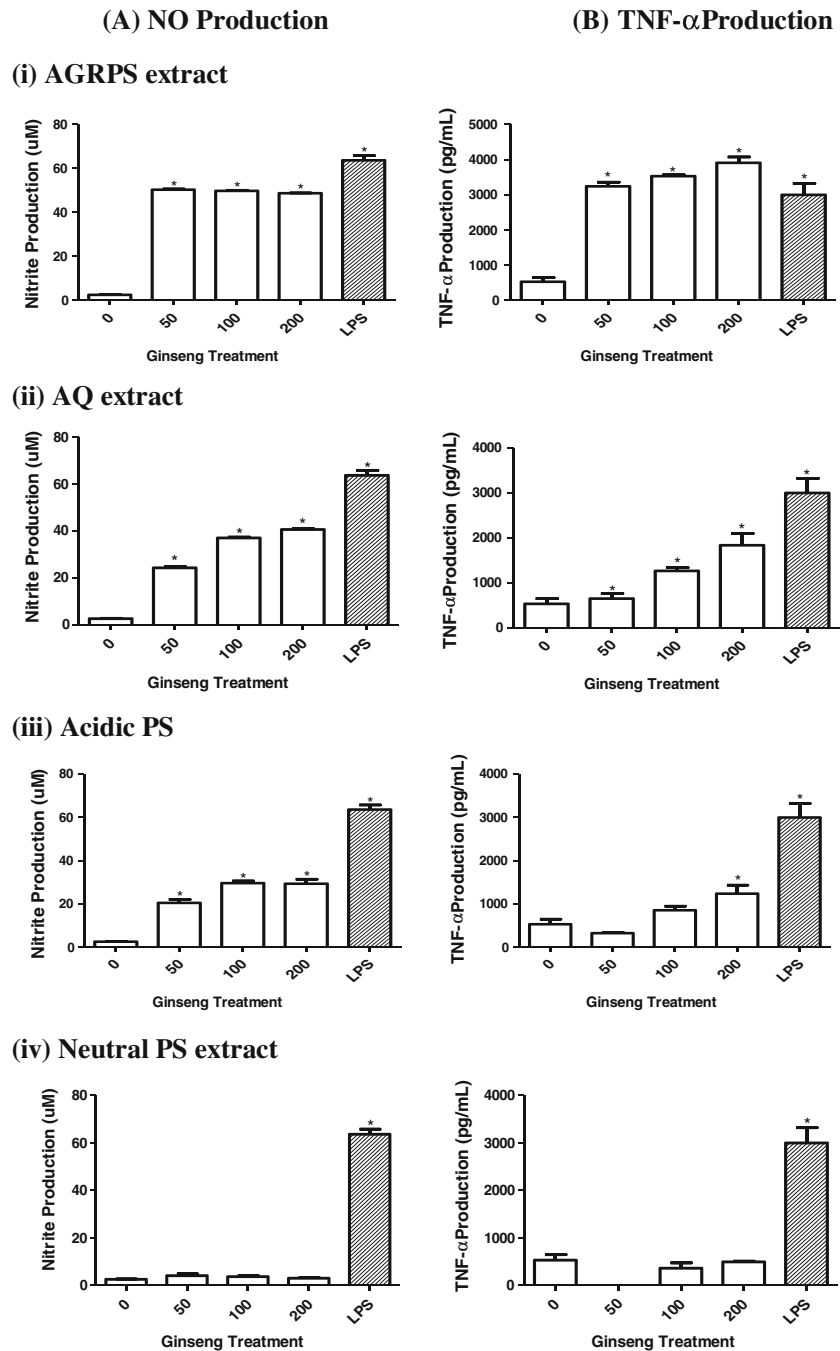 (A) NO Production
(B) TNF-αProduction
(i) AGRPS extract
Nitrite Production (uM)
80
60
40
20
0
0 50 100 200 LPS
Ginseng Treatment
TNF-αProduction (pg/mL)
5000
4000
3000
2000
1000
0
0 50 100 200 LPS
Ginseng Treatment
* * * *
* * * *
(ii) AQ extract
Nitrite Production (uM)
80
60
40
20
0
0 50 100 200 LPS
Ginseng Treatment
TNF-αProduction (pg/mL)
4000
3000
2000
1000
0
0 50 100 200 LPS
Ginseng Treatment
* * * *
* * * *
(iii) Acidic PS
Nitrite Production (uM)
80
60
40
20
0
0 50 100 200 LPS
Ginseng Treatment
TNF-αProduction (pg/mL)
4000
3000
2000
1000
0
0 50 100 200 LPS
Ginseng Treatment
* * * *
* *
(iv) Neutral PS extract
Nitrite Production (uM)
80
60
40
20
0
0 50 100 200 LPS
Ginseng Treatment
TNF-αProduction (pg/mL)
4000
3000
2000
1000
0
0 50 100 200 LPS
Ginseng Treatment
*
*